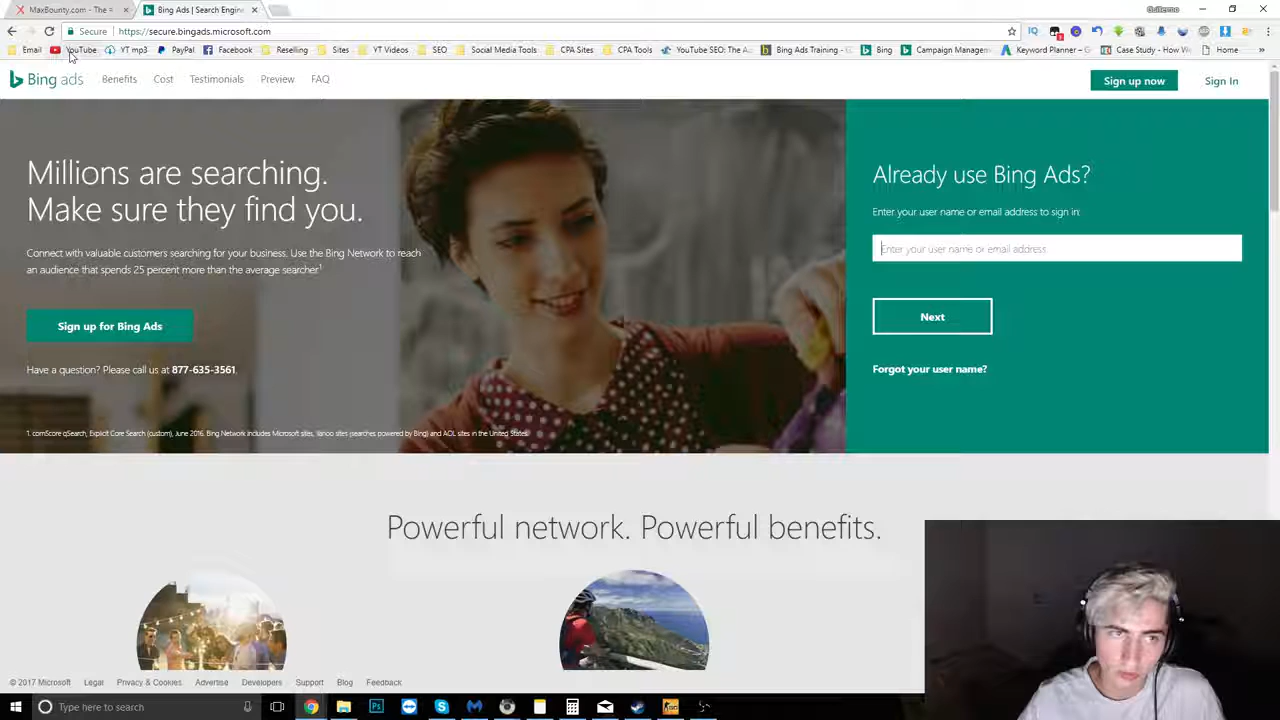 MaxBounty.com - The =
Bing Ads | Search Engine
Guillermo
Secure | https://secure.bingads.microsoft.com
Email YouTube YT mp3 PayPal Facebook Reselling Sites YT Videos SEO Social Media Tools CPA Sites CPA Tools YouTube SEO: The A... Bing Ads Training - E Bing Campaign Managem Keyword Planner – G Case Study - How We Home
Bing ads Benefits Cost Testimonials Preview FAQ Sign up now Sign In
Millions are searching.
Make sure they find you.
Connect with valuable customers searching for your business. Use the Bing Network to reach
an audience that spends 25 percent more than the average searcher.1
Sign up for Bing Ads
Have a question? Please call us at 877-635-3561.
1. comScore qSearch, Explicit Core Search (custom), June 2016. Bing Network includes Microsoft sites, Yahoo sites (searches powered by Bing) and AOL sites in the United States.
Already use Bing Ads?
Enter your user name or email address to sign in:
Enter your user name or email address
Next
Forgot your user name?
Powerful network. Powerful benefits.
© 2017 Microsoft Legal Privacy & Cookies Advertise Developers Support Blog Feedback
Type here to search